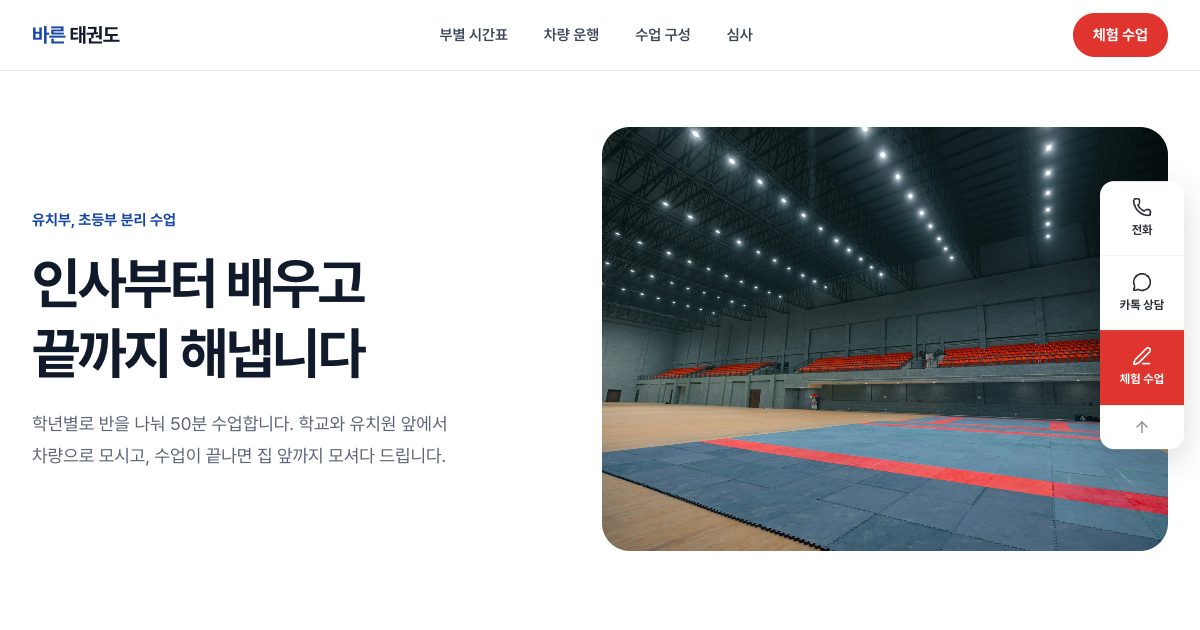 바른 태권도
부별 시간표
차량 운행
수업 구성
심사
체험 수업
유치부, 초등부 분리 수업
인사부터 배우고
끝까지 해냅니다
학년별로 반을 나눠 50분 수업합니다. 학교와 유치원 앞에서
차량으로 모시고, 수업이 끝나면 집 앞까지 모셔다 드립니다.
전화
카톡 상담
체험 수업